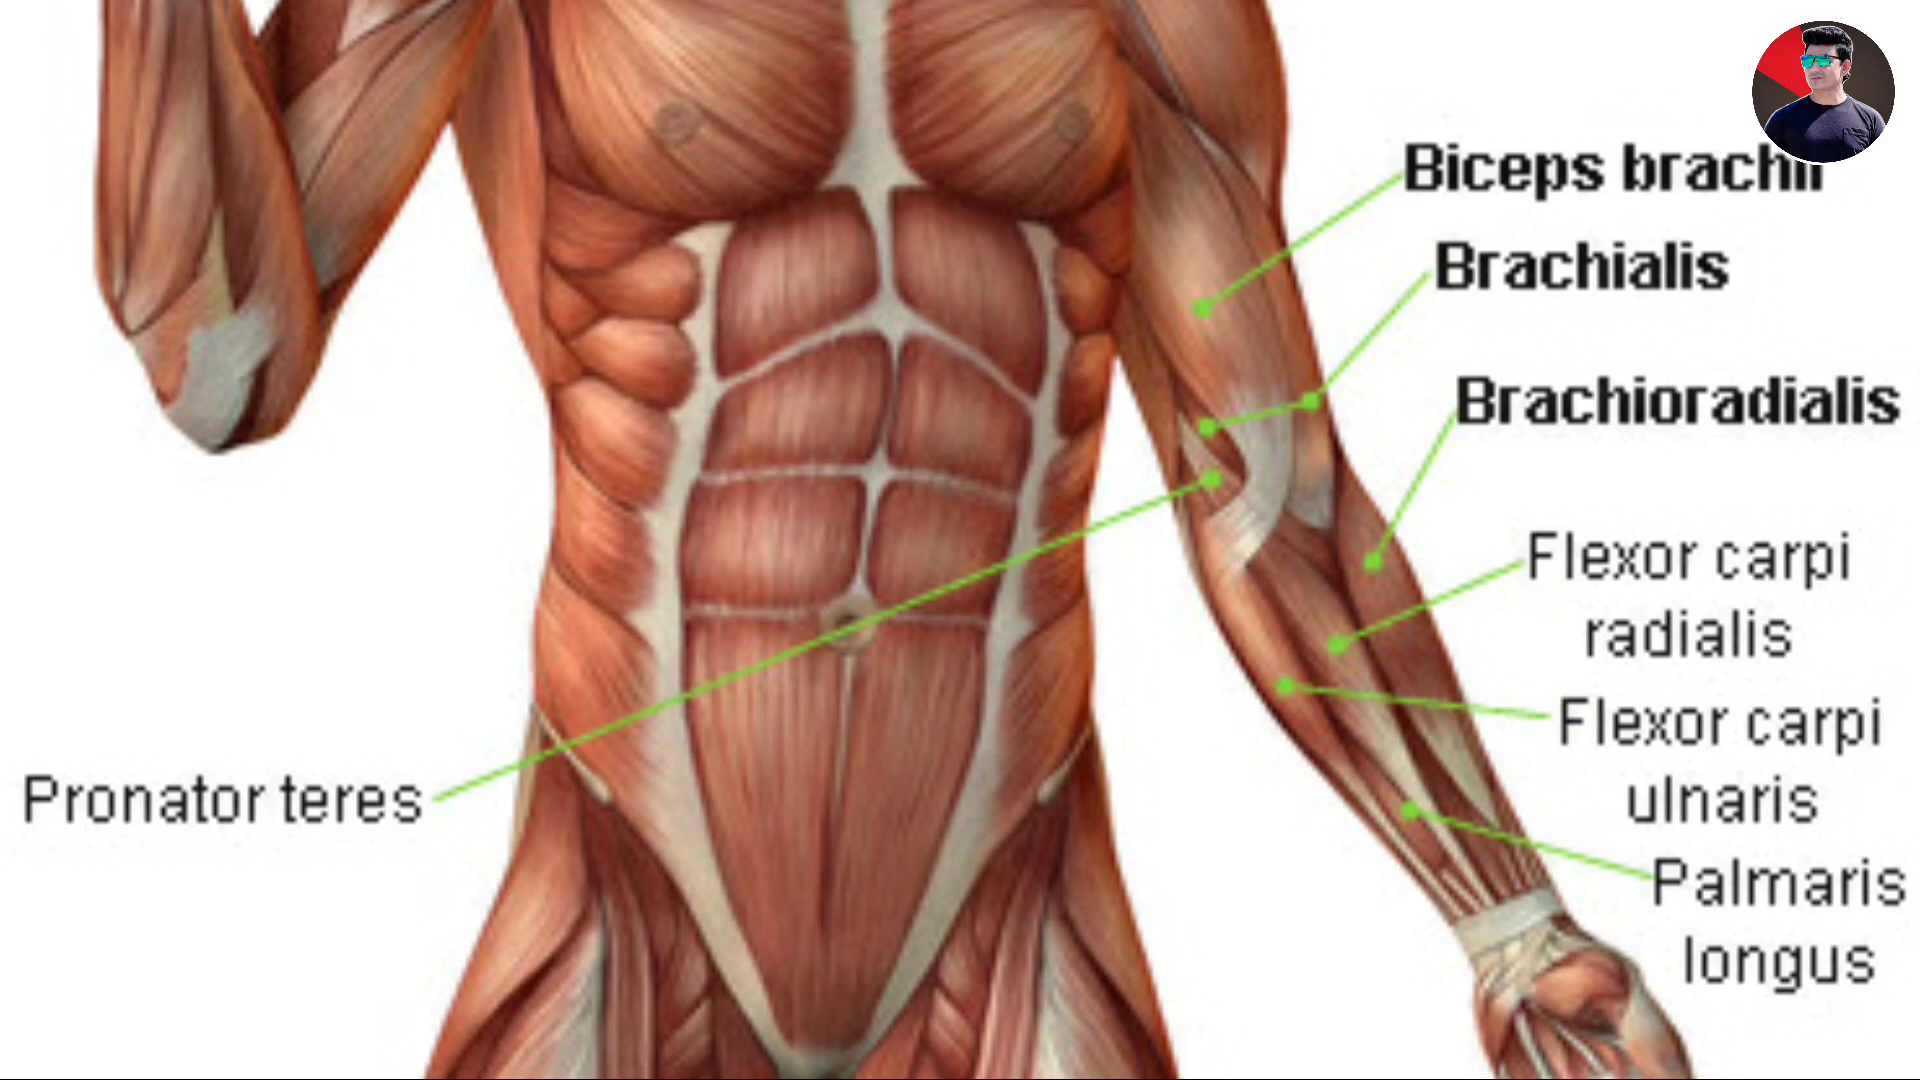 Biceps brachii
Brachialis
Brachioradialis
Flexor carpi
radialis
Flexor carpi
ulnaris
Pronator teres
Palmaris
longus